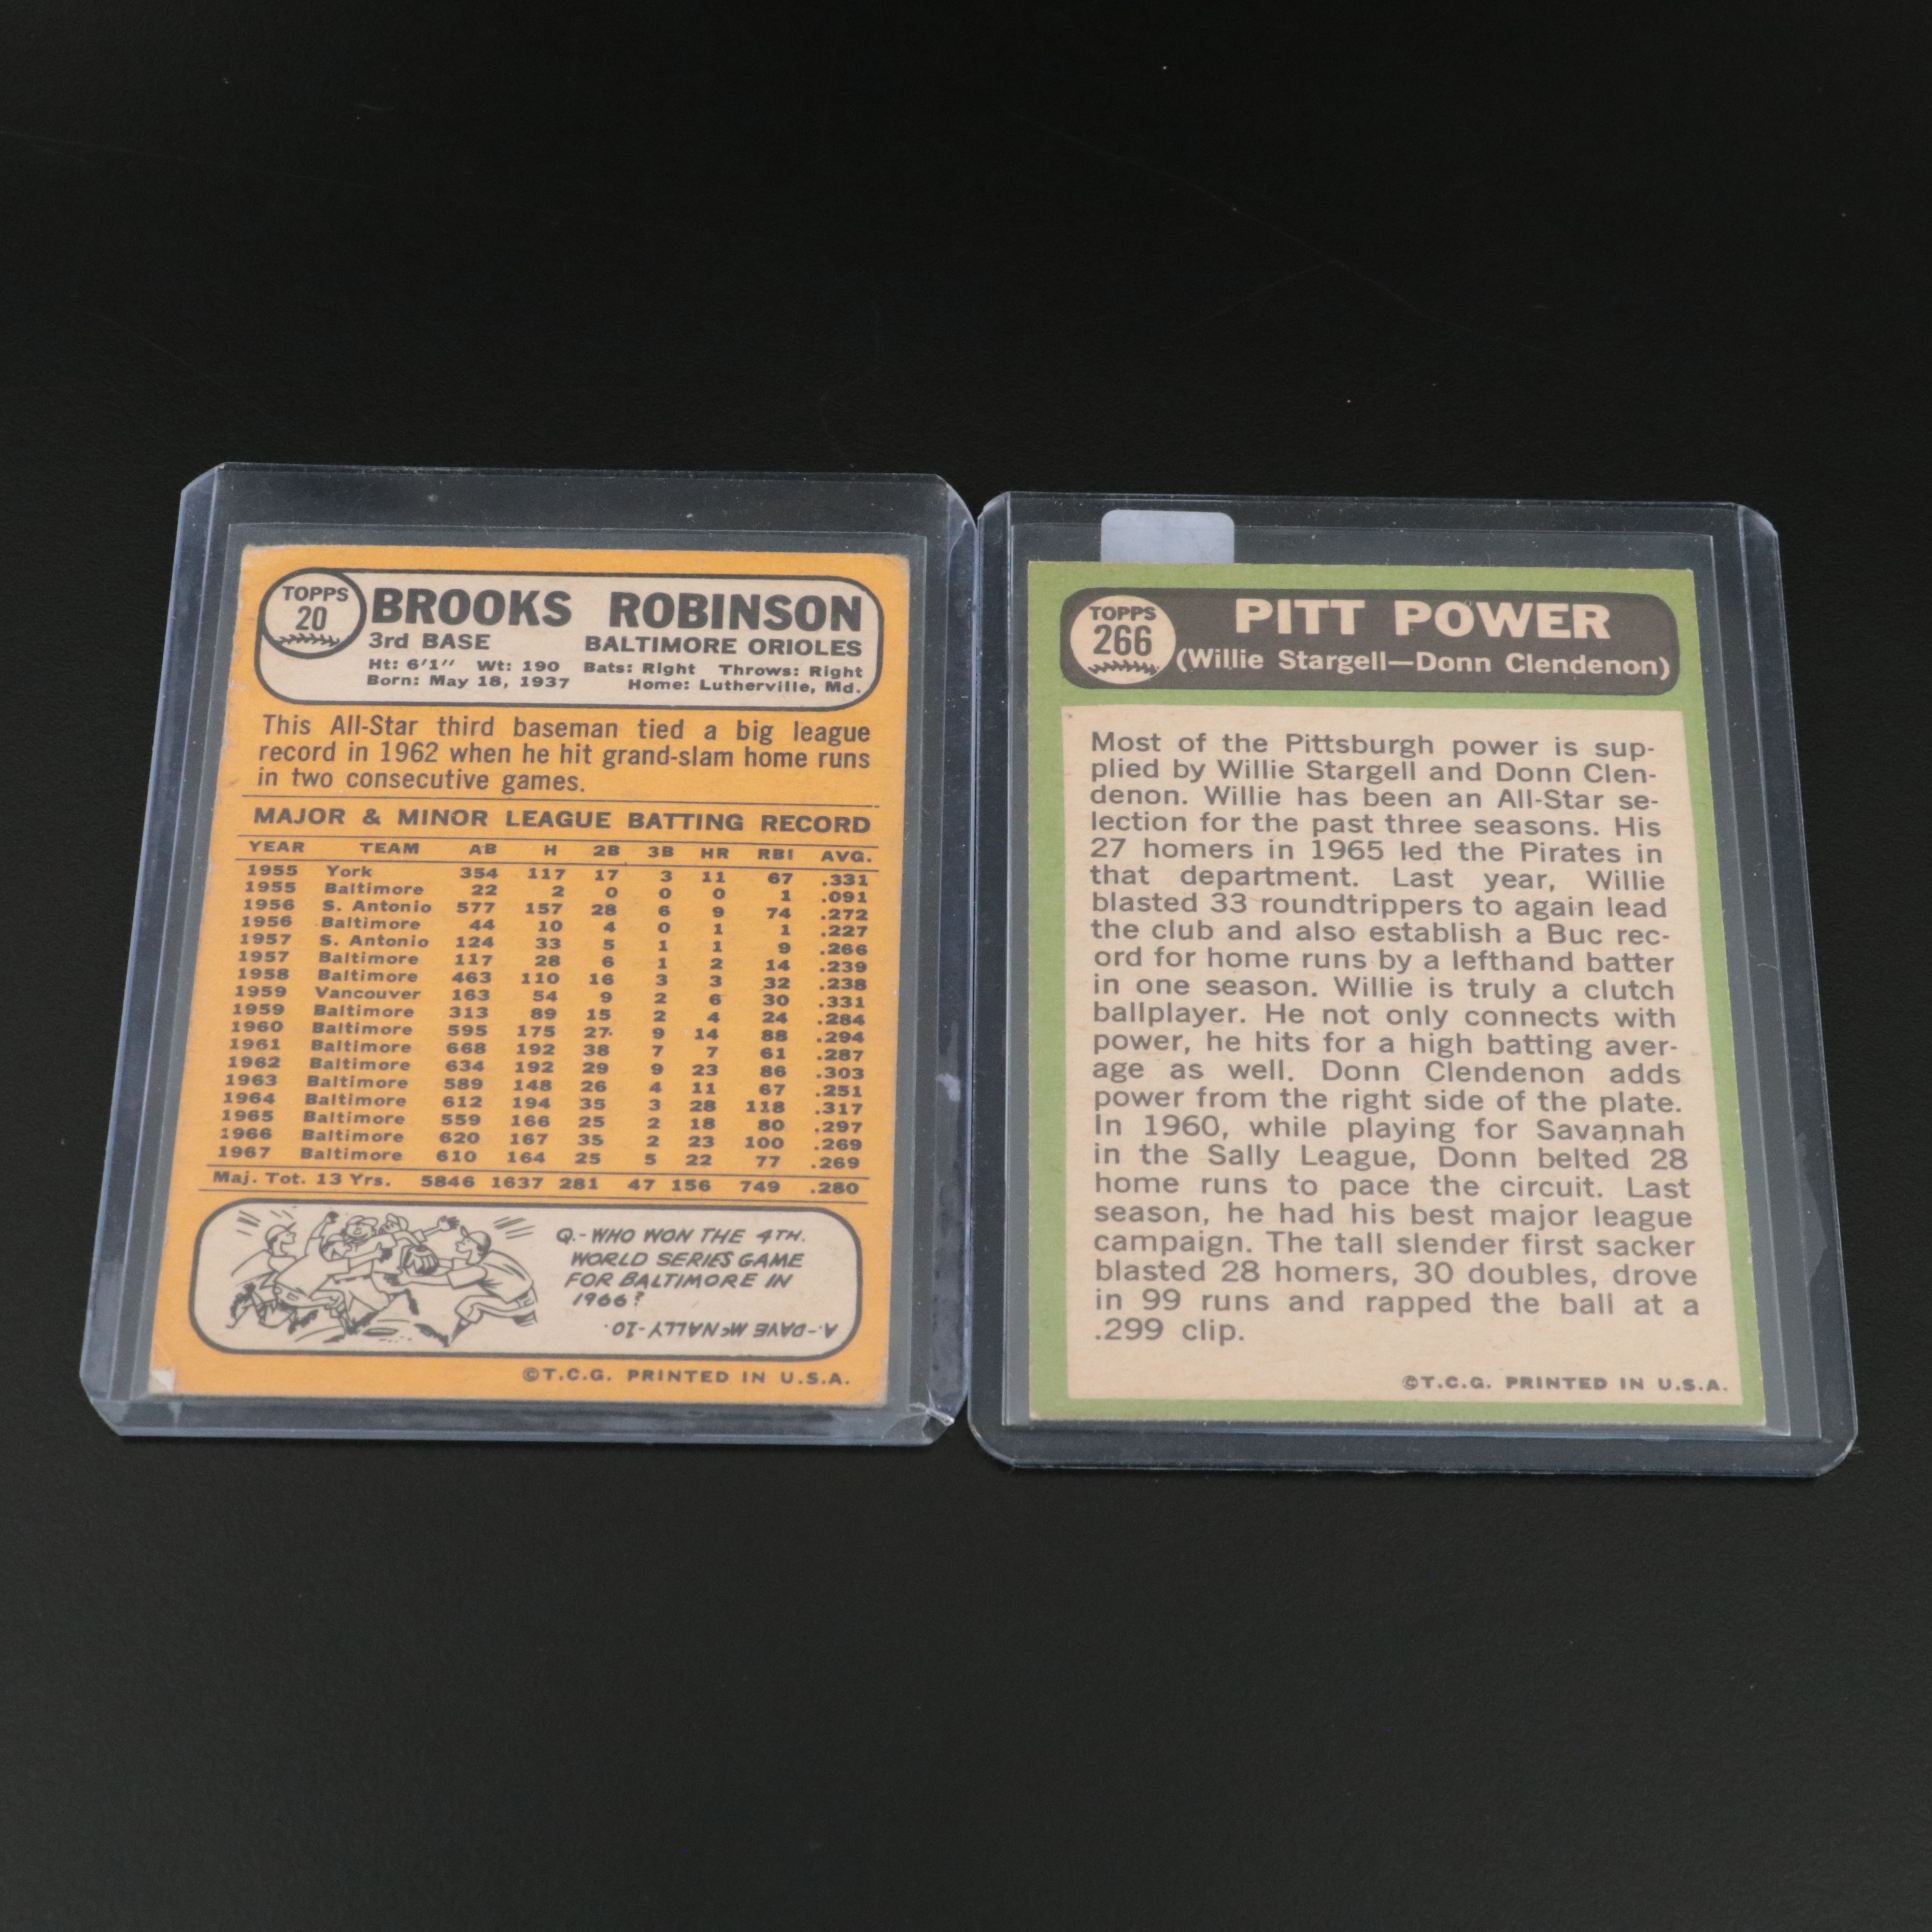 TOPPS
20
BROOKS ROBINSON
3rd BASE BALTIMORE ORIOLES
Ht: 6'1" Wt: 190 Bats: Right Throws: Right
Born: May 18, 1937 Home: Lutherville, Md.
This All-Star third baseman tied a big league
record in 1962 when he hit grand-slam home runs
in two consecutive games.
MAJOR & MINOR LEAGUE BATTING RECORD
YEAR TEAM AB H 2B 3B HR RBI AVG.
1955 York 354 117 17 3 11 67 .331
1955 Baltimore 22 2 0 0 0 1 .091
1956 S. Antonio 577 157 28 6 9 74 .272
1956 Baltimore 44 10 4 0 1 1 .227
1957 S. Antonio 124 33 5 1 1 9 .266
1957 Baltimore 117 28 6 1 2 14 .239
1958 Baltimore 463 110 16 3 3 32 .238
1959 Vancouver 163 54 9 2 6 30 .331
1959 Baltimore 313 89 15 2 4 24 .284
1960 Baltimore 595 175 27 9 14 88 .294
1961 Baltimore 668 192 38 7 7 61 .287
1962 Baltimore 634 192 29 9 23 86 .303
1963 Baltimore 589 148 26 4 11 67 .251
1964 Baltimore 612 194 35 3 28 118 .317
1965 Baltimore 559 166 25 2 18 80 .297
1966 Baltimore 620 167 35 2 23 100 .269
1967 Baltimore 610 164 25 5 22 77 .269
Maj. Tot. 13 Yrs. 5846 1637 281 47 156 749 .280
Q.-WHO WON THE 4TH.
WORLD SERIES GAME
FOR BALTIMORE IN
1966?
A.-DAVE McNALLY-10.
©T.C.G. PRINTED IN U.S.A.
TOPPS
266
PITT POWER
(Willie Stargell—Donn Clendenon)
Most of the Pittsburgh power is sup-
plied by Willie Stargell and Donn Clen-
denon. Willie has been an All-Star se-
lection for the past three seasons. His
27 homers in 1965 led the Pirates in
that department. Last year, Willie
blasted 33 roundtrippers to again lead
the club and also establish a Buc rec-
ord for home runs by a lefthand batter
in one season. Willie is truly a clutch
ballplayer. He not only connects with
power, he hits for a high batting aver-
age as well. Donn Clendenon adds
power from the right side of the plate.
In 1960, while playing for Savannah
in the Sally League, Donn belted 28
home runs to pace the circuit. Last
season, he had his best major league
campaign. The tall slender first sacker
blasted 28 homers, 30 doubles, drove
in 99 runs and rapped the ball at a
.299 clip.
©T.C.G. PRINTED IN U.S.A.